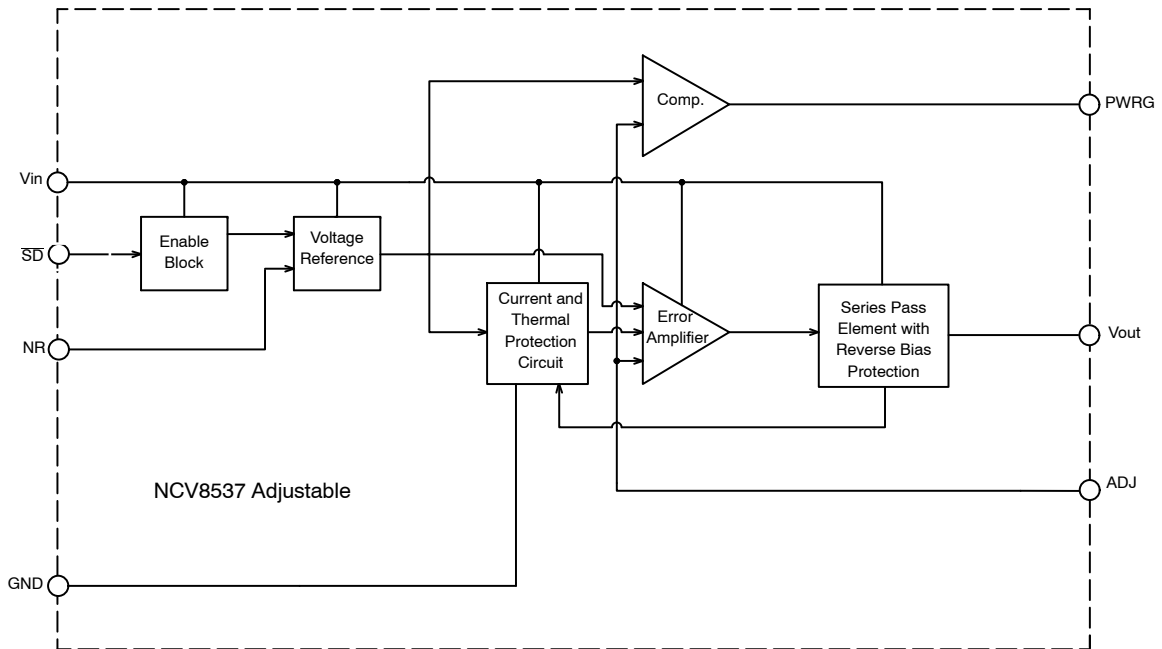 Comp.
PWRG
Vin
SD
Enable
Block
Voltage
Reference
NR
Current and
Thermal
Protection
Circuit
Error
Amplifier
Series Pass
Element with
Reverse Bias
Protection
Vout
NCV8537 Adjustable
ADJ
GND